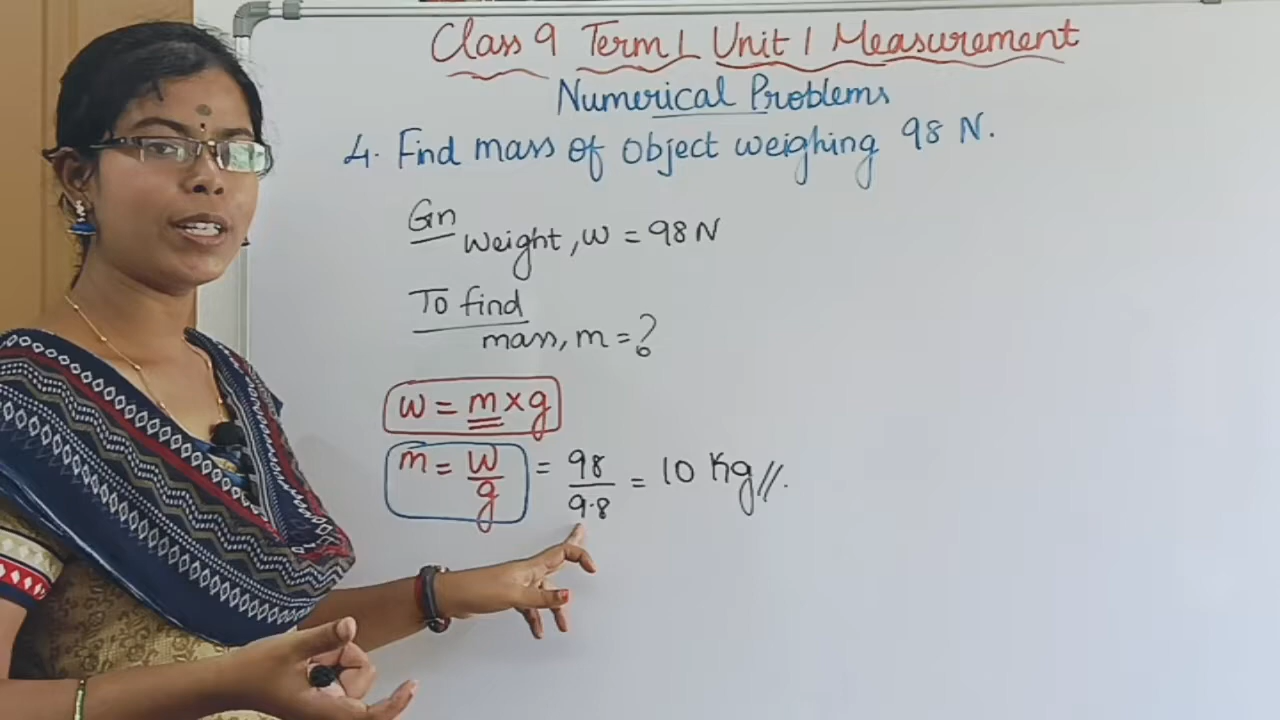 Class 9 Term 1 Unit 1 Measurement
Numerical Problems
4. Find mass of object weighing 98 N.
Gn
Weight, w = 98 N
To find
mass, m = ?
w = m × g
m = w/g = 98/9.8 = 10 Kg//.